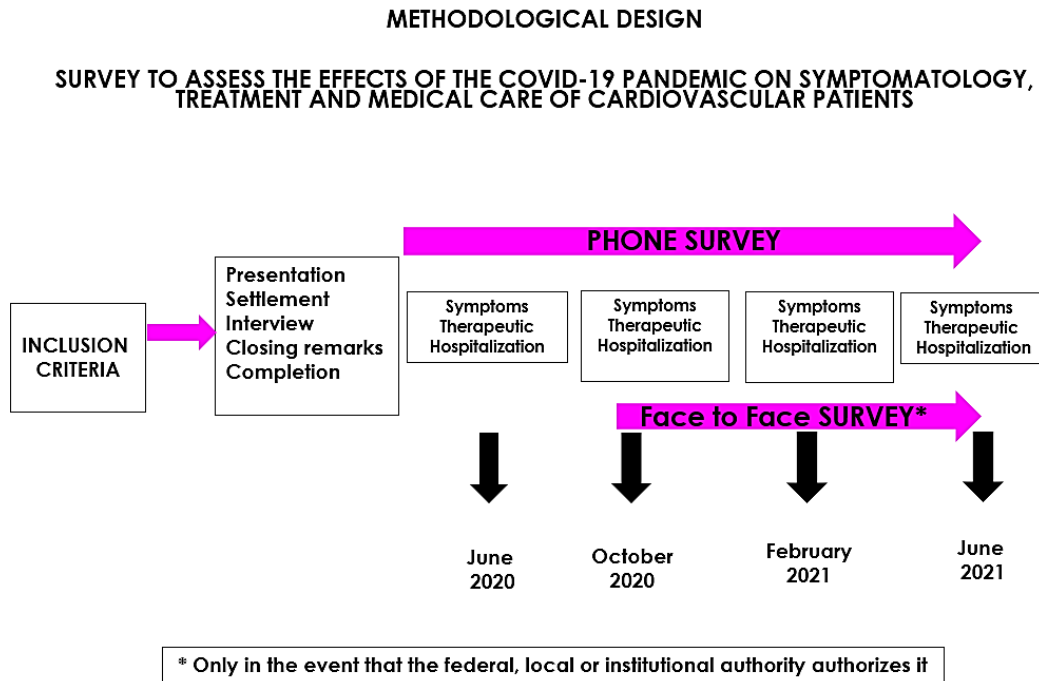 METHODOLOGICAL DESIGN
SURVEY TO ASSESS THE EFFECTS OF THE COVID-19 PANDEMIC ON SYMPTOMATOLOGY,
TREATMENT AND MEDICAL CARE OF CARDIOVASCULAR PATIENTS
PHONE SURVEY
INCLUSION
CRITERIA
Presentation
Settlement
Interview
Closing remarks
Completion
Symptoms
Therapeutic
Hospitalization
Symptoms
Therapeutic
Hospitalization
Symptoms
Therapeutic
Hospitalization
Symptoms
Therapeutic
Hospitalization
Face to Face SURVEY*
June
2020
October
2020
February
2021
June
2021
* Only in the event that the federal, local or institutional authority authorizes it